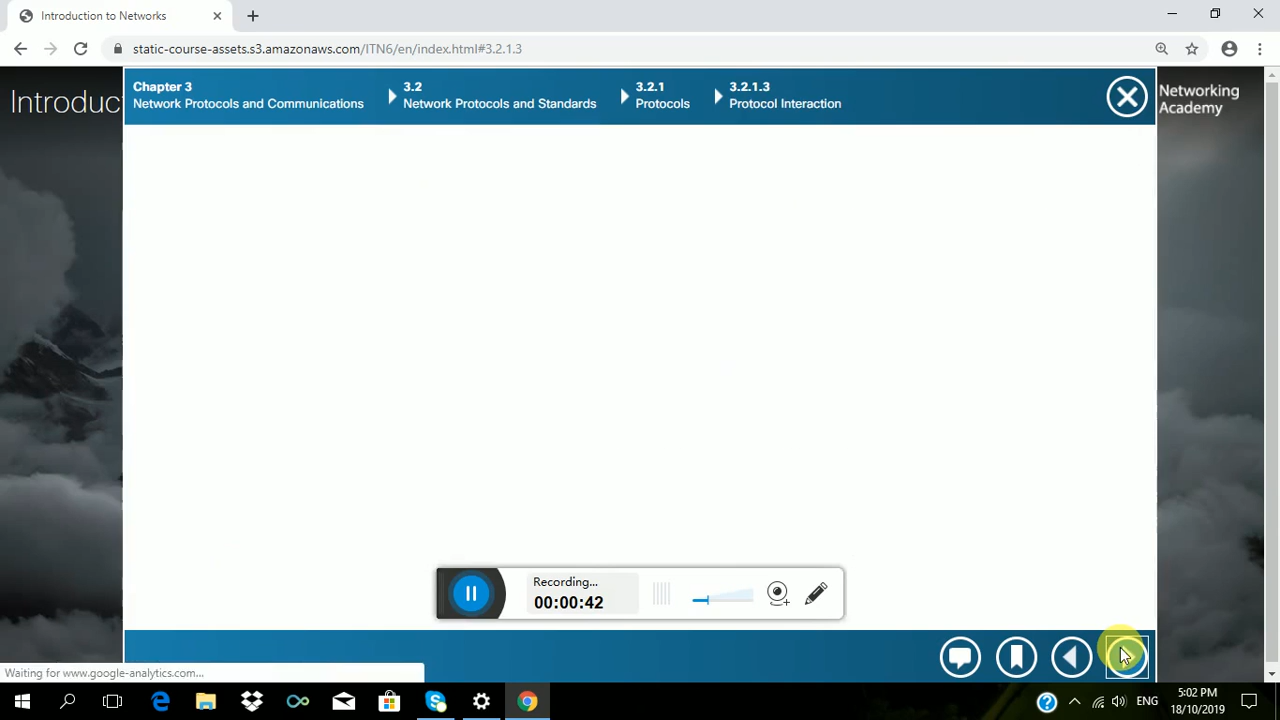 Introduction to Networks
static-course-assets.s3.amazonaws.com/ITN6/en/index.html#3.2.1.3
Introduc
Chapter 3
Network Protocols and Communications
3.2
Network Protocols and Standards
3.2.1
Protocols
3.2.1.3
Protocol Interaction
Networking
Academy
Recording...
00:00:42
Waiting for www.google-analytics.com...
ENG
5:02 PM
18/10/2019